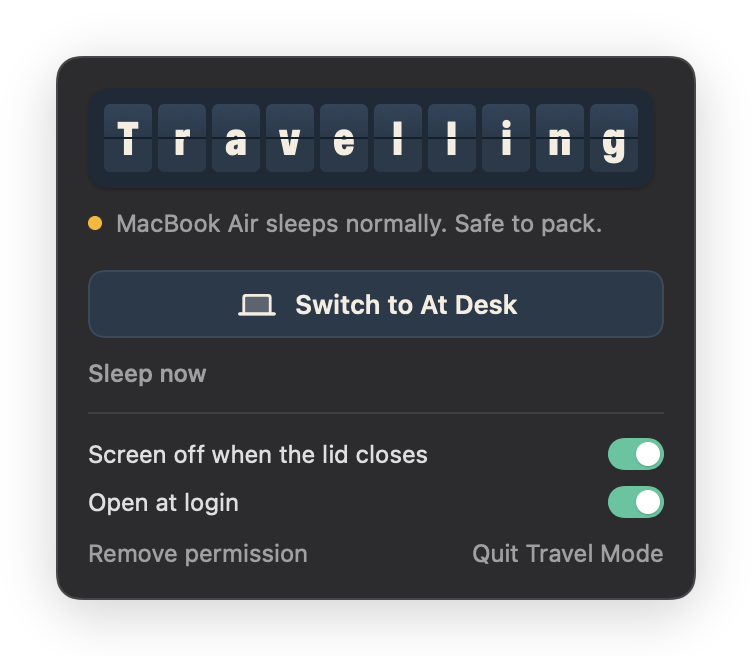 Travelling
MacBook Air sleeps normally. Safe to pack.
Switch to At Desk
Sleep now
Screen off when the lid closes
Open at login
Remove permission
Quit Travel Mode